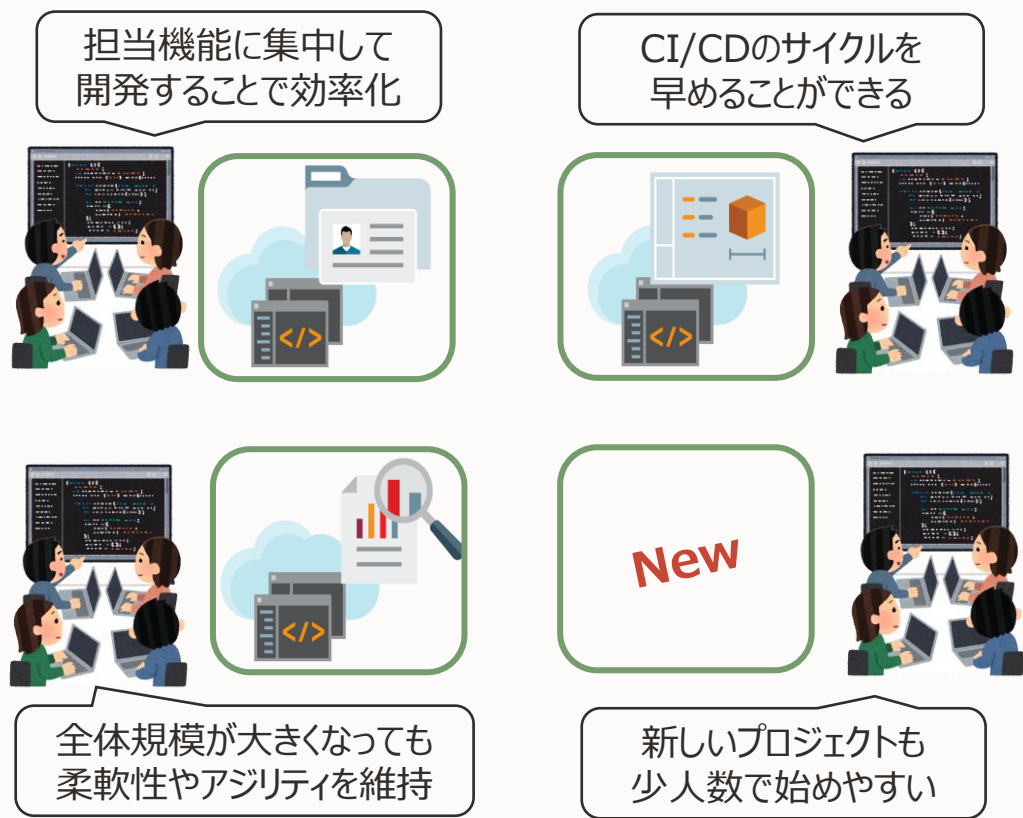 担当機能に集中して
開発することで効率化
CI/CDのサイクルを
早めることができる
</>
</>
</>
New
全体規模が大きくなっても
柔軟性やアジリティを維持
新しいプロジェクトも
少人数で始めやすい